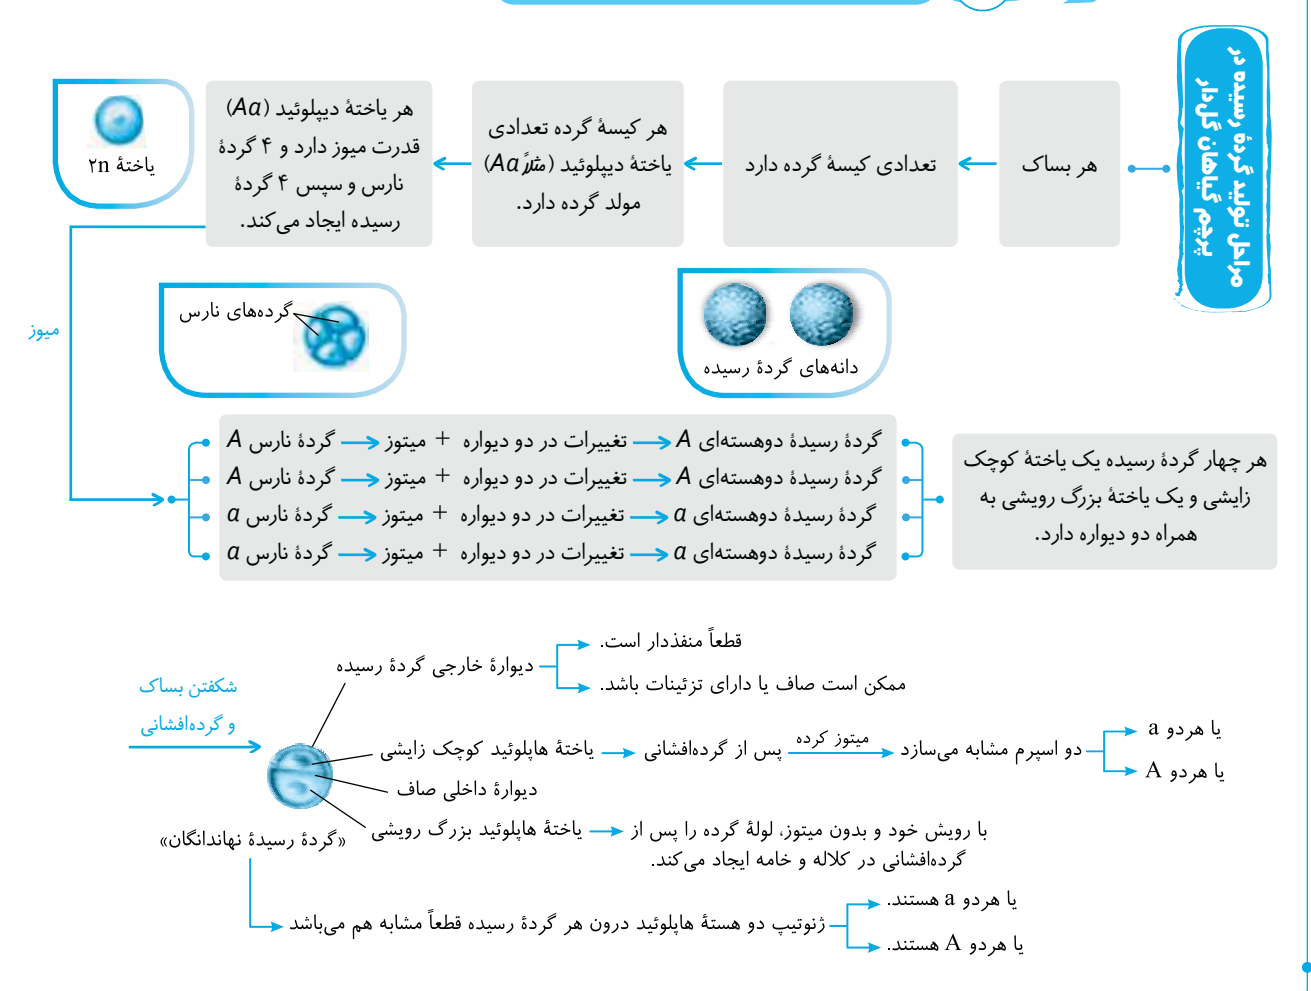 مراحل تولید گردهٔ رسیده در
پرچم گیاهان گل‌دار
هر بساک
تعدادی کیسهٔ گرده دارد
هر کیسهٔ گرده تعدادی
یاختهٔ دیپلوئید (مثلاً Aa)
مولد گرده دارد.
هر یاختهٔ دیپلوئید (Aa)
قدرت میوز دارد و ۴ گردهٔ
نارس و سپس ۴ گردهٔ
رسیده ایجاد می‌کند.
یاختهٔ ۲n
میوز
گرده‌های نارس
دانه‌های گردهٔ رسیده
گردهٔ نارس A میتوز + تغییرات در دو دیواره گردهٔ رسیدهٔ دوهسته‌ای A
گردهٔ نارس A میتوز + تغییرات در دو دیواره گردهٔ رسیدهٔ دوهسته‌ای A
گردهٔ نارس a میتوز + تغییرات در دو دیواره گردهٔ رسیدهٔ دوهسته‌ای a
گردهٔ نارس a میتوز + تغییرات در دو دیواره گردهٔ رسیدهٔ دوهسته‌ای a
هر چهار گردهٔ رسیده یک یاختهٔ کوچک
زایشی و یک یاختهٔ بزرگ رویشی به
همراه دو دیواره دارد.
شکفتن بساک
و گرده‌افشانی
دیوارهٔ خارجی گردهٔ رسیده
قطعاً منفذدار است.
ممکن است صاف یا دارای تزئینات باشد.
یاختهٔ هاپلوئید کوچک زایشی
پس از گرده‌افشانی
میتوز کرده
دو اسپرم مشابه می‌سازد
یا هردو a
یا هردو A
دیوارهٔ داخلی صاف
یاختهٔ هاپلوئید بزرگ رویشی
با رویش خود و بدون میتوز، لولهٔ گرده را پس از
گرده‌افشانی در کلاله و خامه ایجاد می‌کند.
«گردهٔ رسیدهٔ نهاندانگان»
ژنوتیپ دو هستهٔ هاپلوئید درون هر گردهٔ رسیده قطعاً مشابه هم می‌باشد
یا هردو a هستند.
یا هردو A هستند.